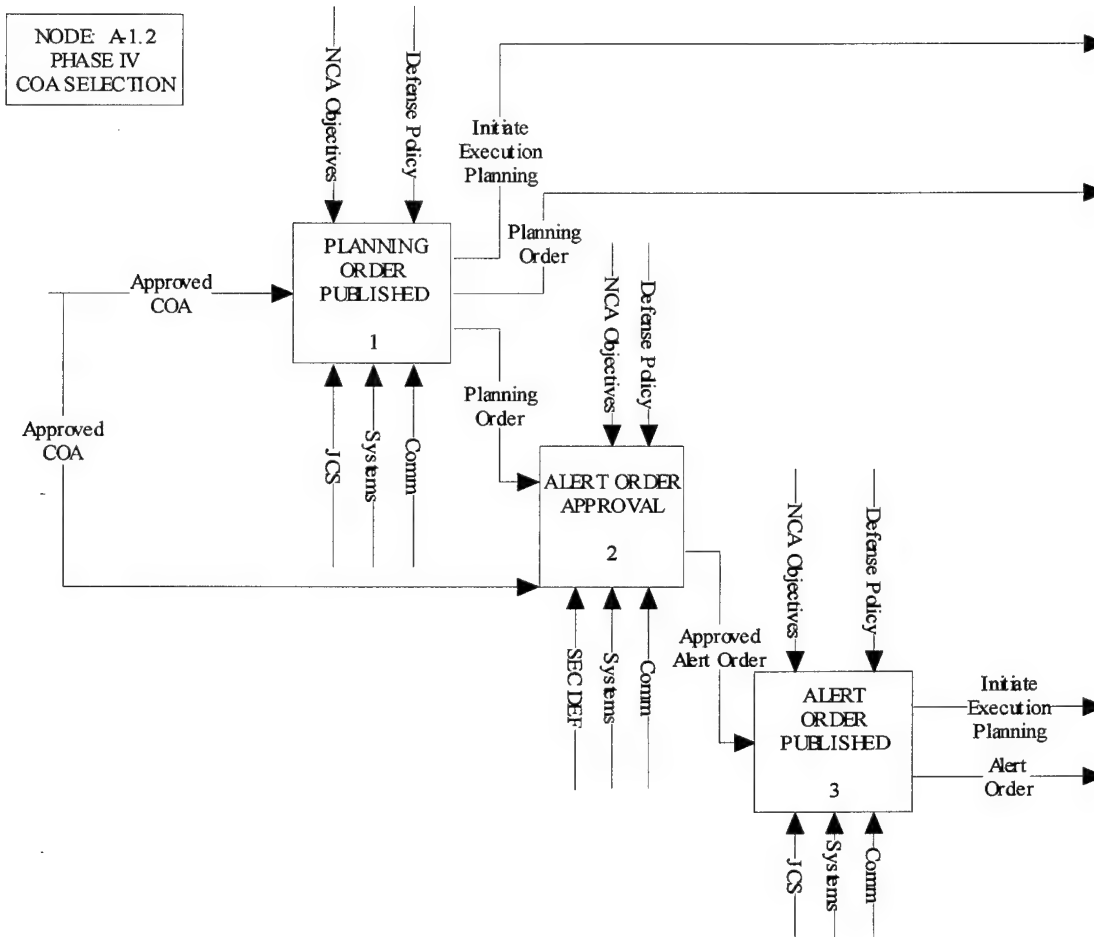 NODE: A-1.2
PHASE IV
COA SELECTION
NCA Objectives
Defense Policy
Initiate
Execution
Planning
Planning
Order
PLANNING
ORDER
PUBLISHED
1
Approved
COA
Approved
COA
JCS
Systems
Comm
Planning
Order
NCA Objectives
Defense Policy
ALERT ORDER
APPROVAL
2
SEC DEF
Systems
Comm
Approved
Alert Order
NCA Objectives
Defense Policy
ALERT
ORDER
PUBLISHED
3
Initiate
Execution
Planning
Alert
Order
JCS
Systems
Comm